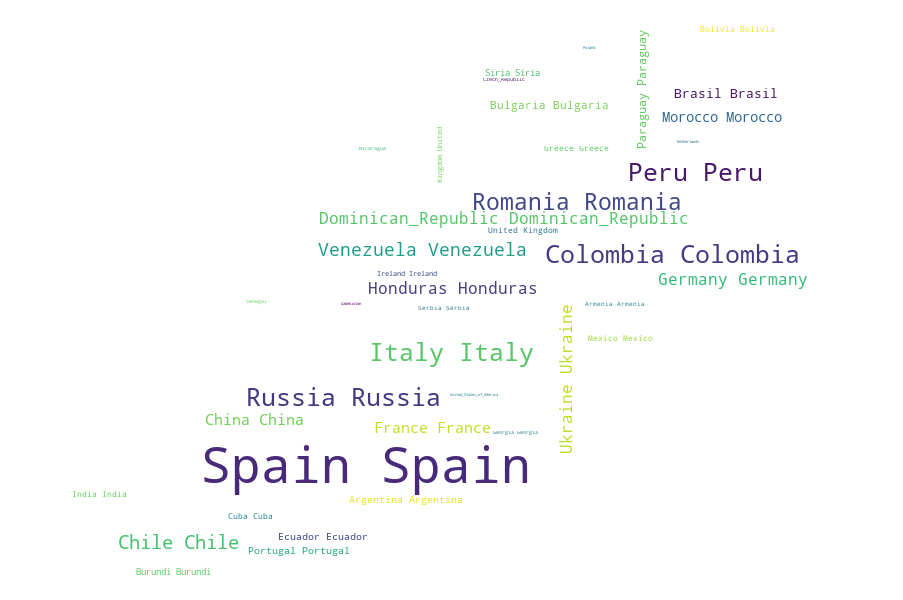 Bolivia Bolivia
Poland
Paraguay Paraguay
Siria Siria
Czech_Republic
Brasil Brasil
Bulgaria Bulgaria
Morocco Morocco
Kingdom United
Netherlands
Nicaragua
Greece Greece
Peru Peru
Romania Romania
Dominican_Republic Dominican_Republic
United Kingdom
Venezuela Venezuela
Colombia Colombia
Ireland Ireland
Germany Germany
Honduras Honduras
Armenia Armenia
Serbia Serbia
Ukraine Ukraine
Mexico Mexico
Italy Italy
United_States_of_America
Russia Russia
China China
France France
Georgia Georgia
Spain Spain
India India
Argentina Argentina
Cuba Cuba
Ecuador Ecuador
Chile Chile
Portugal Portugal
Burundi Burundi